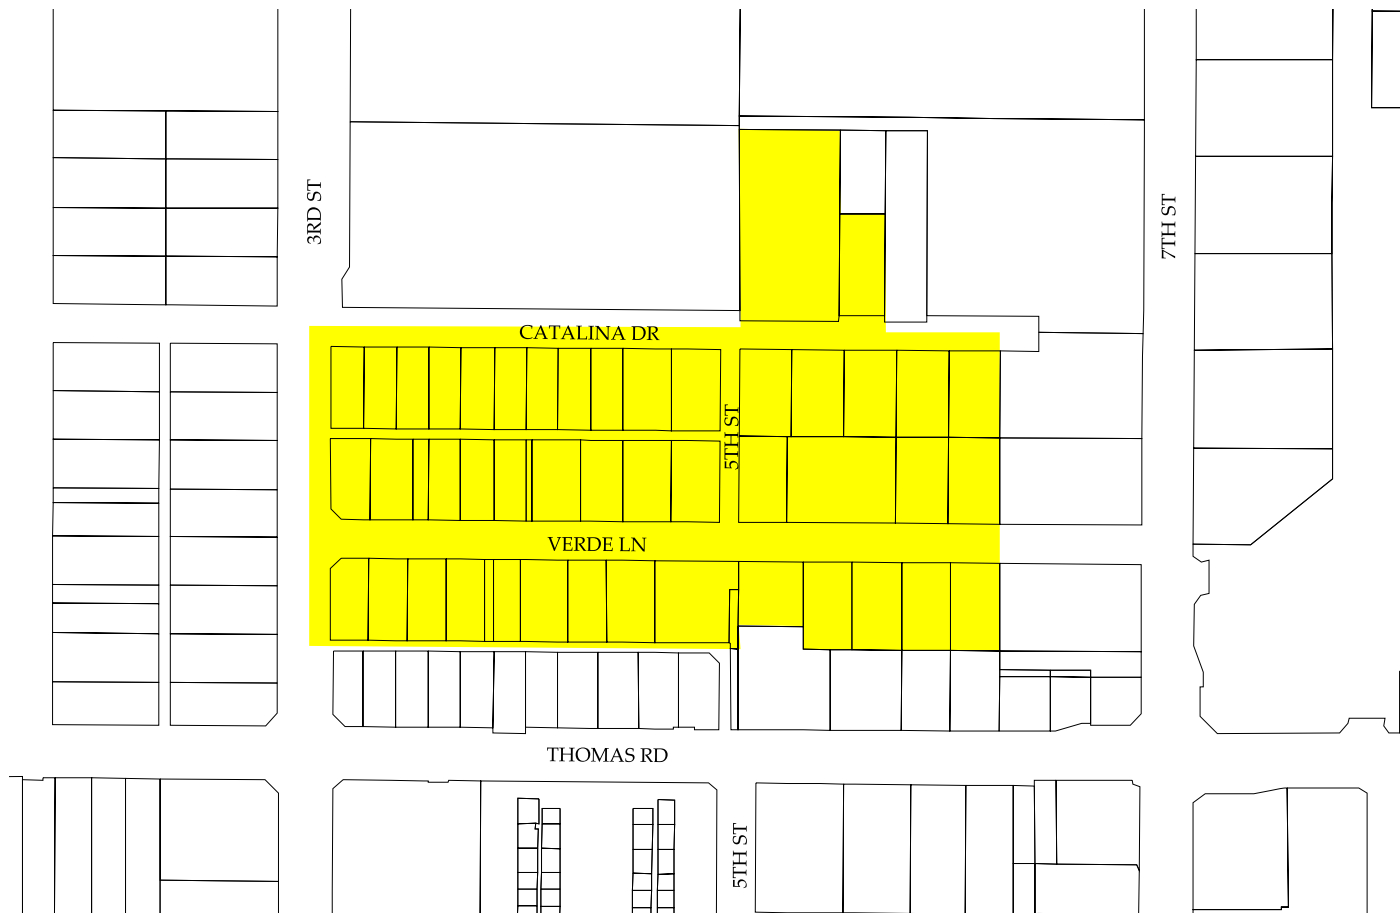 3RD ST
7TH ST
CATALINA DR
5TH ST
VERDE LN
THOMAS RD
5TH ST